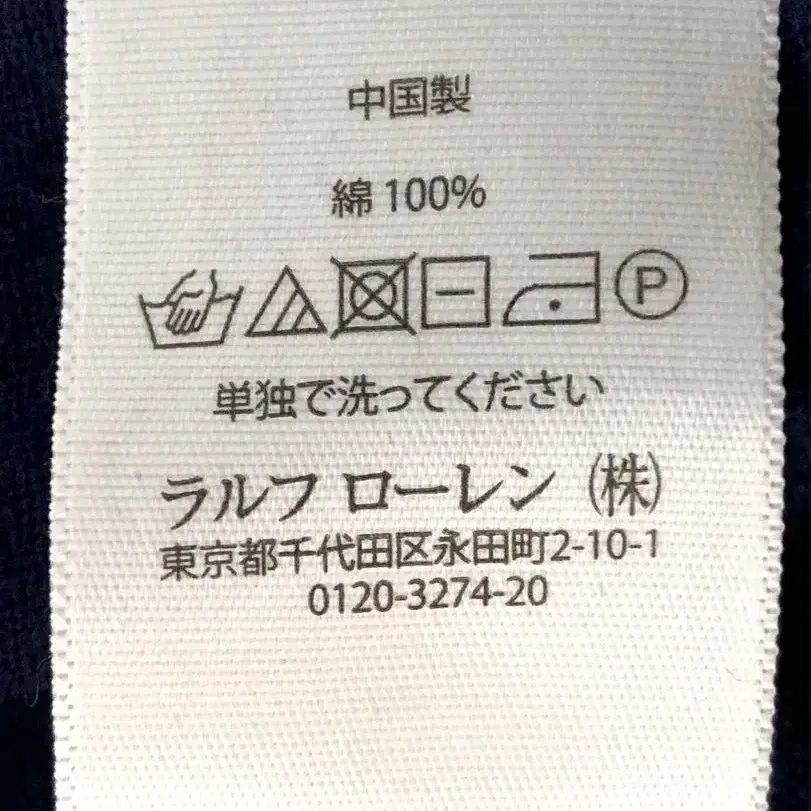 中国製
綿 100%
P
単独で洗ってください
ラルフ ローレン (株)
東京都千代田区永田町2-10-1
0120-3274-20